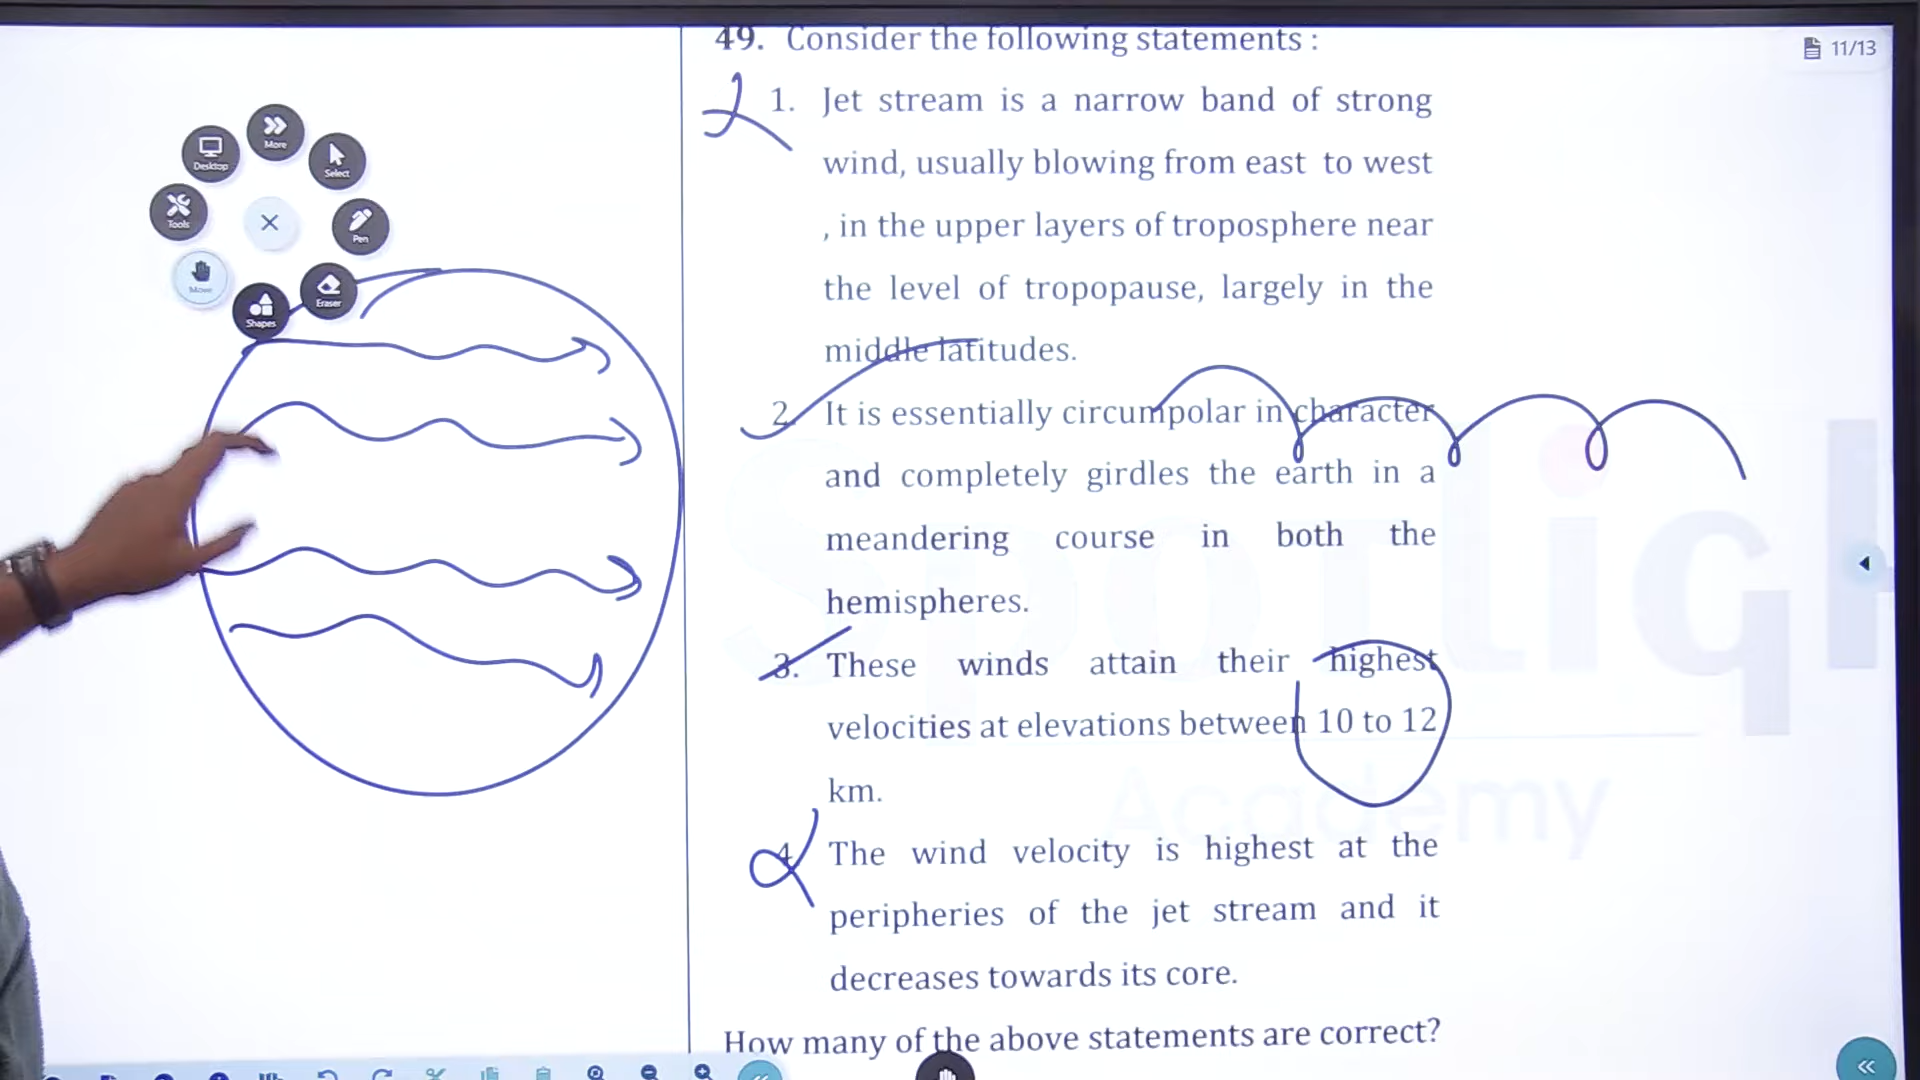 49. Consider the following statements :
11/13
1. Jet stream is a narrow band of strong
wind, usually blowing from east to west
, in the upper layers of troposphere near
the level of tropopause, largely in the
middle latitudes.
2. It is essentially circumpolar in character
and completely girdles the earth in a
meandering course in both the
hemispheres.
3. These winds attain their highest
velocities at elevations between 10 to 12
km.
4. The wind velocity is highest at the
peripheries of the jet stream and it
decreases towards its core.
How many of the above statements are correct?
More
Desktop
Select
Tools
Pen
Move
Eraser
Shapes
Spotligh
Academy